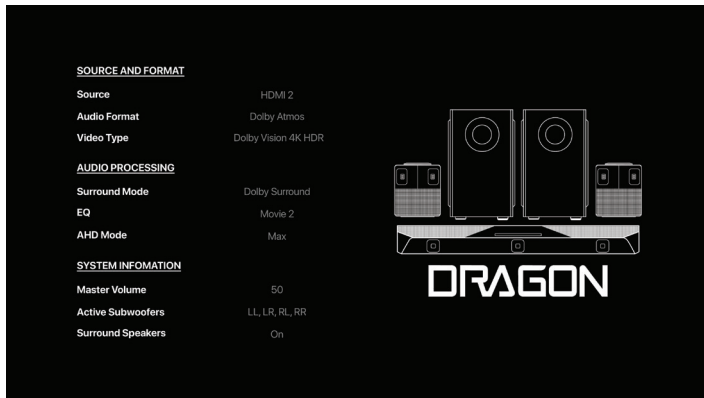 SOURCE AND FORMAT
Source HDMI 2
Audio Format Dolby Atmos
Video Type Dolby Vision 4K HDR
AUDIO PROCESSING
Surround Mode Dolby Surround
EQ Movie 2
AHD Mode Max
SYSTEM INFOMATION
Master Volume 50
Active Subwoofers LL, LR, RL, RR
Surround Speakers On
DRAGON